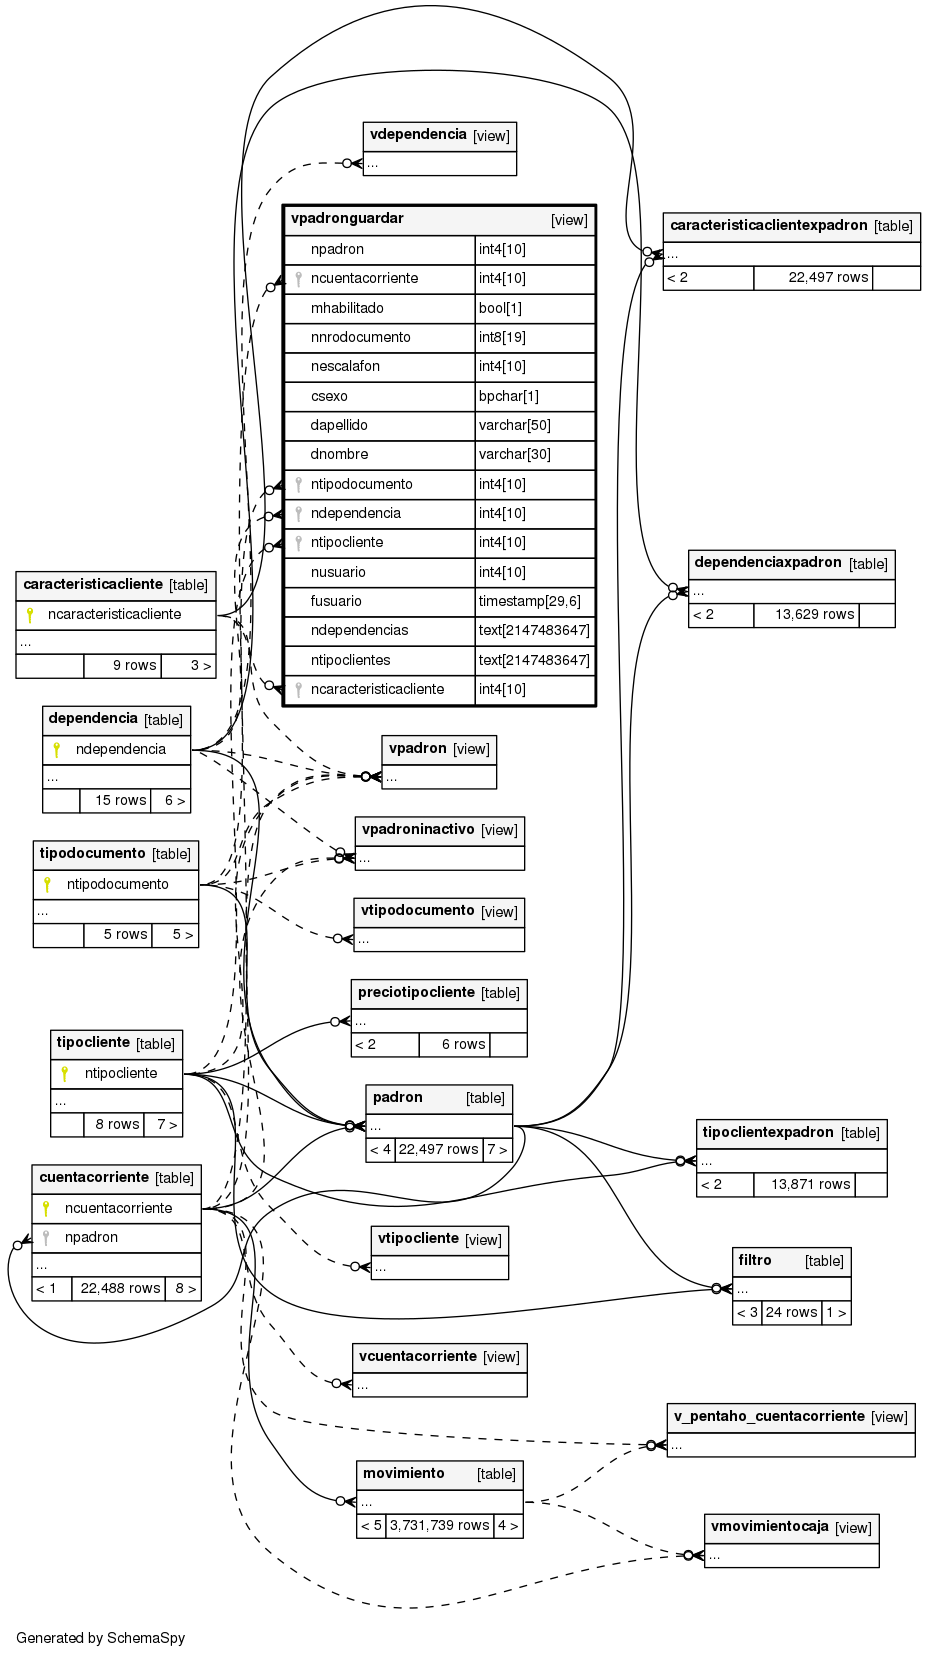 vdependencia [view]
...
vpadronguardar [view]
npadron int4[10]
ncuentacorriente int4[10]
mhabilitado bool[1]
nnrodocumento int8[19]
nescalafon int4[10]
csexo bpchar[1]
dapellido varchar[50]
dnombre varchar[30]
ntipodocumento int4[10]
ndependencia int4[10]
ntipocliente int4[10]
nusuario int4[10]
fusuario timestamp[29,6]
ndependencias text[2147483647]
ntipoclientes text[2147483647]
ncaracteristicacliente int4[10]
caracteristicaclientexpadron [table]
...
< 2 22,497 rows
dependenciaxpadron [table]
...
< 2 13,629 rows
caracteristicacliente [table]
ncaracteristicacliente
...
9 rows 3 >
dependencia [table]
ndependencia
...
15 rows 6 >
vpadron [view]
...
vpadroninactivo [view]
...
tipodocumento [table]
ntipodocumento
...
5 rows 5 >
vtipodocumento [view]
...
preciotipocliente [table]
...
< 2 6 rows
tipocliente [table]
ntipocliente
...
8 rows 7 >
padron [table]
...
< 4 22,497 rows 7 >
tipoclientexpadron [table]
...
< 2 13,871 rows
cuentacorriente [table]
ncuentacorriente
npadron
...
< 1 22,488 rows 8 >
vtipocliente [view]
...
filtro [table]
...
< 3 24 rows 1 >
vcuentacorriente [view]
...
v_pentaho_cuentacorriente [view]
...
movimiento [table]
...
< 5 3,731,739 rows 4 >
vmovimientocaja [view]
...
Generated by SchemaSpy